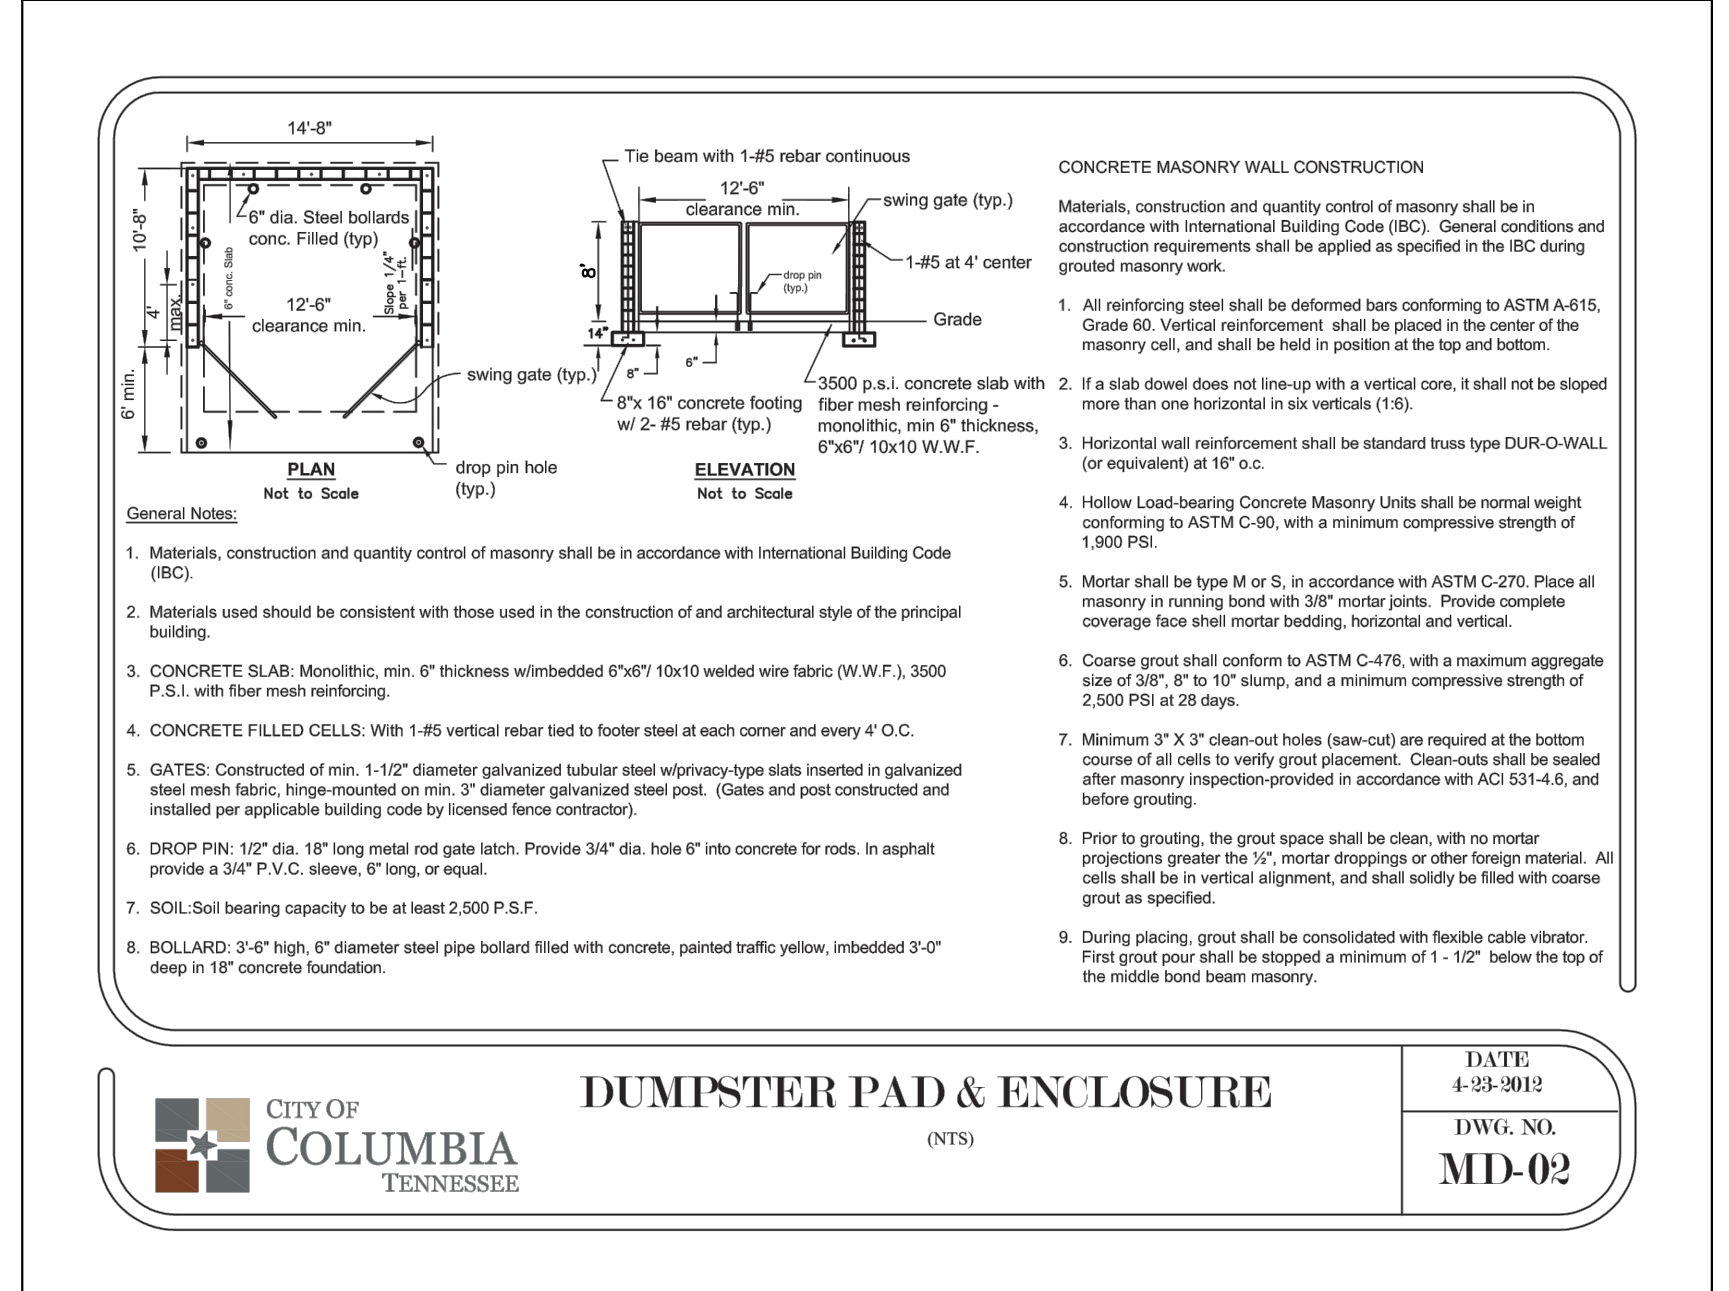 14'-8"
10'-8"
4'
max.
6' min.
6" dia. Steel bollards
conc. Filled (typ)
6" conc. Slab
Slope 1/4"
per 1-ft.
12'-6"
clearance min.
swing gate (typ.)
drop pin hole
(typ.)
PLAN
Not to Scale
Tie beam with 1-#5 rebar continuous
12'-6"
clearance min.
swing gate (typ.)
8'
1-#5 at 4' center
drop pin
(typ.)
Grade
14"
8"
6"
8"x 16" concrete footing
w/ 2- #5 rebar (typ.)
3500 p.s.i. concrete slab with
fiber mesh reinforcing -
monolithic, min 6" thickness,
6"x6"/ 10x10 W.W.F.
ELEVATION
Not to Scale
General Notes:
1. Materials, construction and quantity control of masonry shall be in accordance with International Building Code
(IBC).
2. Materials used should be consistent with those used in the construction of and architectural style of the principal
building.
3. CONCRETE SLAB: Monolithic, min. 6" thickness w/imbedded 6"x6"/ 10x10 welded wire fabric (W.W.F.), 3500
P.S.I. with fiber mesh reinforcing.
4. CONCRETE FILLED CELLS: With 1-#5 vertical rebar tied to footer steel at each corner and every 4' O.C.
5. GATES: Constructed of min. 1-1/2" diameter galvanized tubular steel w/privacy-type slats inserted in galvanized
steel mesh fabric, hinge-mounted on min. 3" diameter galvanized steel post. (Gates and post constructed and
installed per applicable building code by licensed fence contractor).
6. DROP PIN: 1/2" dia. 18" long metal rod gate latch. Provide 3/4" dia. hole 6" into concrete for rods. In asphalt
provide a 3/4" P.V.C. sleeve, 6" long, or equal.
7. SOIL:Soil bearing capacity to be at least 2,500 P.S.F.
8. BOLLARD: 3'-6" high, 6" diameter steel pipe bollard filled with concrete, painted traffic yellow, imbedded 3'-0"
deep in 18" concrete foundation.
CONCRETE MASONRY WALL CONSTRUCTION
Materials, construction and quantity control of masonry shall be in
accordance with International Building Code (IBC). General conditions and
construction requirements shall be applied as specified in the IBC during
grouted masonry work.
1. All reinforcing steel shall be deformed bars conforming to ASTM A-615,
Grade 60. Vertical reinforcement shall be placed in the center of the
masonry cell, and shall be held in position at the top and bottom.
2. If a slab dowel does not line-up with a vertical core, it shall not be sloped
more than one horizontal in six verticals (1:6).
3. Horizontal wall reinforcement shall be standard truss type DUR-O-WALL
(or equivalent) at 16" o.c.
4. Hollow Load-bearing Concrete Masonry Units shall be normal weight
conforming to ASTM C-90, with a minimum compressive strength of
1,900 PSI.
5. Mortar shall be type M or S, in accordance with ASTM C-270. Place all
masonry in running bond with 3/8" mortar joints. Provide complete
coverage face shell mortar bedding, horizontal and vertical.
6. Coarse grout shall conform to ASTM C-476, with a maximum aggregate
size of 3/8", 8" to 10" slump, and a minimum compressive strength of
2,500 PSI at 28 days.
7. Minimum 3" X 3" clean-out holes (saw-cut) are required at the bottom
course of all cells to verify grout placement. Clean-outs shall be sealed
after masonry inspection-provided in accordance with ACI 531-4.6, and
before grouting.
8. Prior to grouting, the grout space shall be clean, with no mortar
projections greater the ½", mortar droppings or other foreign material. All
cells shall be in vertical alignment, and shall solidly be filled with coarse
grout as specified.
9. During placing, grout shall be consolidated with flexible cable vibrator.
First grout pour shall be stopped a minimum of 1 - 1/2" below the top of
the middle bond beam masonry.
CITY OF
COLUMBIA
TENNESSEE
DUMPSTER PAD & ENCLOSURE
(NTS)
DATE
4-23-2012
DWG. NO.
MD-02